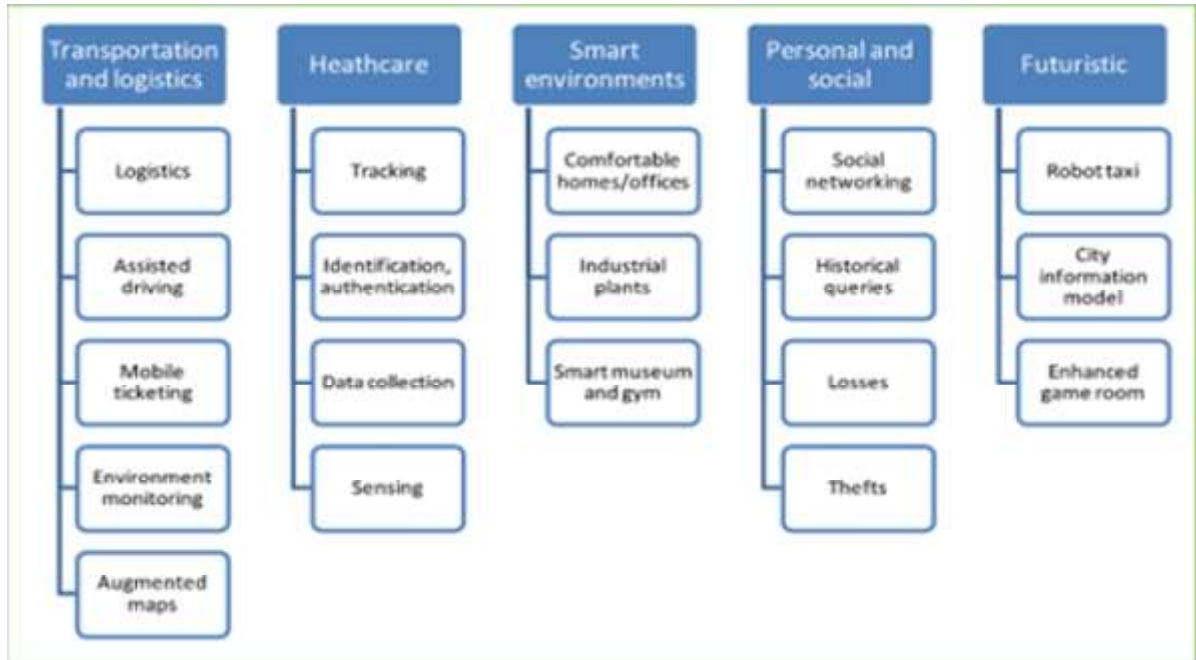 Transportation
and logistics
Logistics
Assisted
driving
Mobile
ticketing
Environment
monitoring
Augmented
maps
Heathcare
Tracking
Identification,
authentication
Data collection
Sensing
Smart
environments
Comfortable
homes/offices
Industrial
plants
Smart museum
and gym
Personal and
social
Social
networking
Historical
queries
Losses
Thefts
Futuristic
Robot taxi
City
information
model
Enhanced
game room